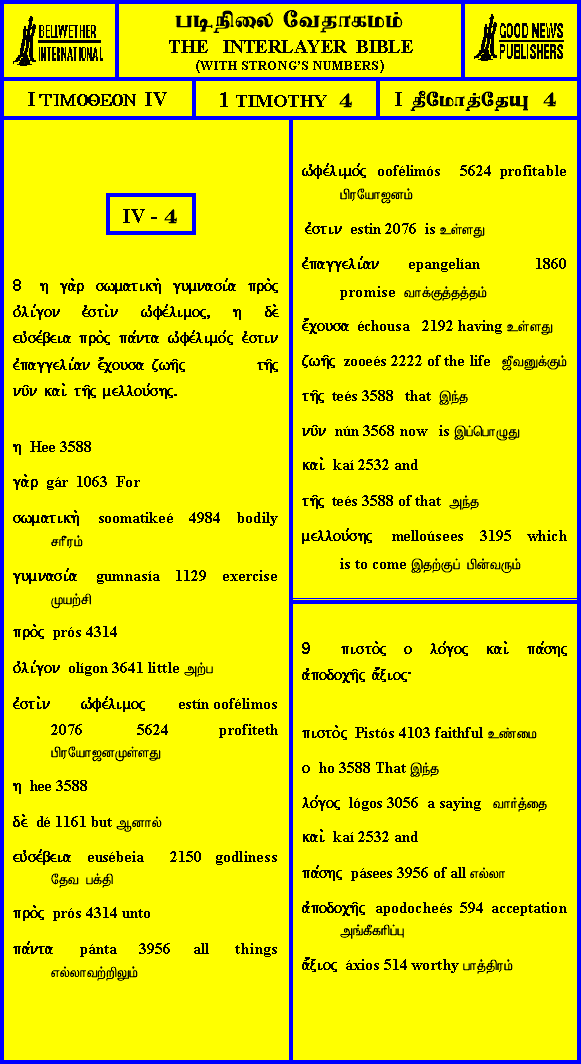 BELLWETHER
INTERNATIONAL
படிநிலை வேதாகமம்
THE INTERLAYER BIBLE
(WITH STRONG'S NUMBERS)
GOOD NEWS
PUBLISHERS
I ΤΙΜΟΘΕΟΝ IV
1 TIMOTHY 4
I தீமோத்தேயு 4
IV - 4
8 η γὰρ σωματικὴ γυμνασία πρὸς
ὀλίγον ἐστὶν ὠφέλιμος, η δὲ
εὐσέβεια πρὸς πάντα ὠφέλιμός ἐστιν
ἐπαγγελίαν ἔχουσα ζωῆς τῆς
νῦν καὶ τῆς μελλούσης.
η Hee 3588
γὰρ gár 1063 For
σωματικὴ soomatikeé 4984 bodily
சரீரம்
γυμνασία gumnasía 1129 exercise
முயற்சி
πρὸς prós 4314
ὀλίγον olígon 3641 little அற்ப
ἐστὶν ὠφέλιμος estín oofélimos
2076 5624 profiteth
பிரயோஜனமுள்ளது
η hee 3588
δὲ dé 1161 but ஆனால்
εὐσέβεια eusébeia 2150 godliness
தேவ பக்தி
πρὸς prós 4314 unto
πάντα pánta 3956 all things
எல்லாவற்றிலும்
ὠφέλιμός oofélimós 5624 profitable
பிரயோஜனம்
ἐστιν estin 2076 is உள்ளது
ἐπαγγελίαν epangelían 1860
promise வாக்குத்தத்தம்
ἔχουσα échousa 2192 having உள்ளது
ζωῆς zooeés 2222 of the life ஜீவனுக்கும்
τῆς teés 3588 that இந்த
νῦν nún 3568 now is இப்பொழுது
καὶ kaí 2532 and
τῆς teés 3588 of that அந்த
μελλούσης melloúsees 3195 which
is to come இதற்குப் பின்வரும்
9 πιστὸς ο λόγος καὶ πάσης
ἀποδοχῆς ἄξιος·
πιστὸς Pistós 4103 faithful உண்மை
ο ho 3588 That இந்த
λόγος lógos 3056 a saying வார்த்தை
καὶ kaí 2532 and
πάσης pásees 3956 of all எல்லா
ἀποδοχῆς apodocheés 594 acceptation
அங்கீகரிப்பு
ἄξιος áxios 514 worthy பாத்திரம்